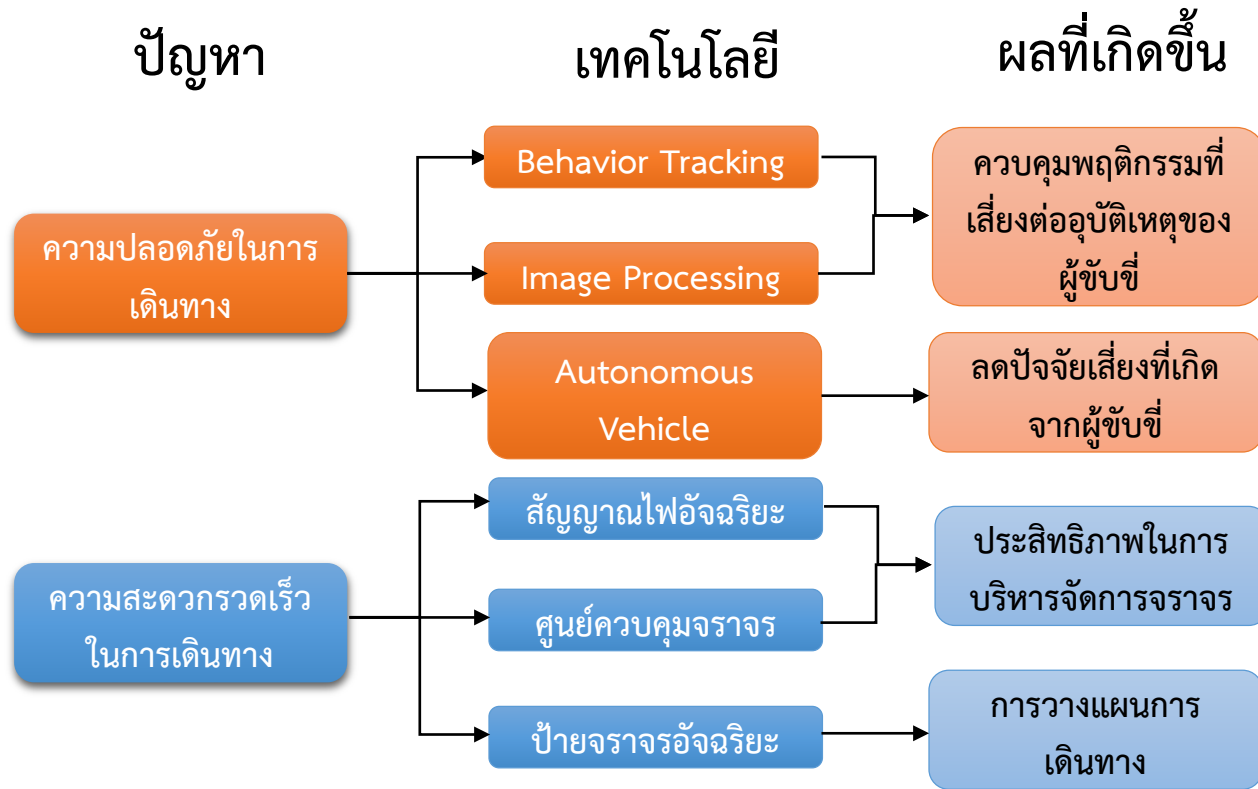 ปัญหา
เทคโนโลยี
ผลที่เกิดขึ้น
ความปลอดภัยในการ
เดินทาง
Behavior Tracking
Image Processing
Autonomous
Vehicle
ควบคุมพฤติกรรมที่
เสี่ยงต่ออุบัติเหตุของ
ผู้ขับขี่
ลดปัจจัยเสี่ยงที่เกิด
จากผู้ขับขี่
ความสะดวกรวดเร็ว
ในการเดินทาง
สัญญาณไฟอัจฉริยะ
ศูนย์ควบคุมจราจร
ป้ายจราจรอัจฉริยะ
ประสิทธิภาพในการ
บริหารจัดการจราจร
การวางแผนการ
เดินทาง